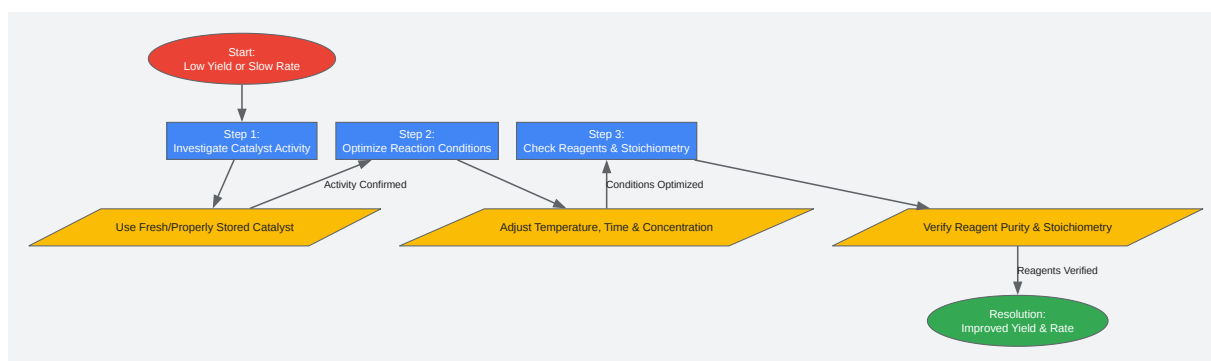 Start:
Low Yield or Slow Rate
Step 1:
Investigate Catalyst Activity
Step 2:
Optimize Reaction Conditions
Step 3:
Check Reagents & Stoichiometry
Activity Confirmed
Conditions Optimized
Use Fresh/Properly Stored Catalyst
Adjust Temperature, Time & Concentration
Verify Reagent Purity & Stoichiometry
Reagents Verified
Resolution:
Improved Yield & Rate